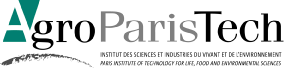 AgroParisTech
INSTITUT DES SCIENCES ET INDUSTRIES DU VIVANT ET DE L'ENVIRONNEMENT
PARIS INSTITUTE OF TECHNOLOGY FOR LIFE, FOOD AND ENVIRONMENTAL SCIENCES